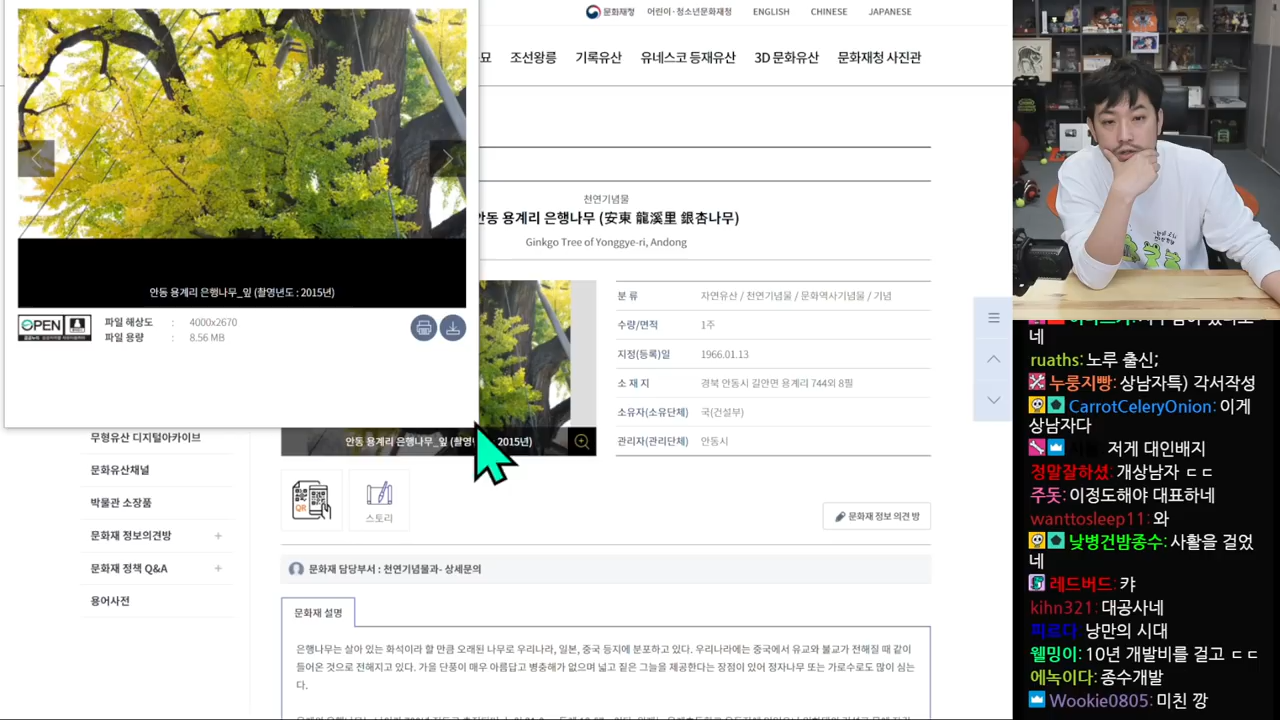 문화재청
어린이·청소년문화재청
ENGLISH
CHINESE
JAPANESE
묘
조선왕릉
기록유산
유네스코 등재유산
3D 문화유산
문화재청 사진관
천연기념물
안동 용계리 은행나무 (安東 龍溪里 銀杏나무)
Ginkgo Tree of Yonggye-ri, Andong
안동 용계리 은행나무_잎 (촬영년도 : 2015년)
OPEN
파일 해상도 : 4000x2670
파일 용량 : 8.56 MB
분 류 자연유산 / 천연기념물 / 문화역사기념물 / 기념
수량/면적 1주
지정(등록)일 1966.01.13
소 재 지 경북 안동시 길안면 용계리 744외 8필
소유자(소유단체) 국(건설부)
관리자(관리단체) 안동시
안동 용계리 은행나무_잎 (촬영 2015년)
무형유산 디지털아카이브
문화유산채널
박물관 소장품
문화재 정보의견방 +
문화재 정책 Q&A +
용어사전
QR
스토리
문화재 정보 의견 방
문화재 담당부서 : 천연기념물과- 상세문의
문화재 설명
은행나무는 살아 있는 화석이라 할 만큼 오래된 나무로 우리나라, 일본, 중국 등지에 분포하고 있다. 우리나라에는 중국에서 유교와 불교가 전해질 때 같이
들어온 것으로 전해지고 있다. 가을 단풍이 매우 아름답고 병충해가 없으며 넓고 짙은 그늘을 제공한다는 장점이 있어 정자나무 또는 가로수로도 많이 심는
다.
네
ruaths: 노루 출신;
누룽지빵: 상남자특) 각서작성
CarrotCeleryOnion: 이게
상남자다
저게 대인배지
정말잘하셨: 개상남자 ㄷㄷ
주돗: 이정도해야 대표하네
wanttosleep11: 와
낮병건밤종수: 사활을 걸었
네
레드버드: 캬
kihn321: 대공사네
피르다: 낭만의 시대
웰밍이: 10년 개발비를 걸고 ㄷㄷ
에녹이다: 종수개발
Wookie0805: 미친 깡